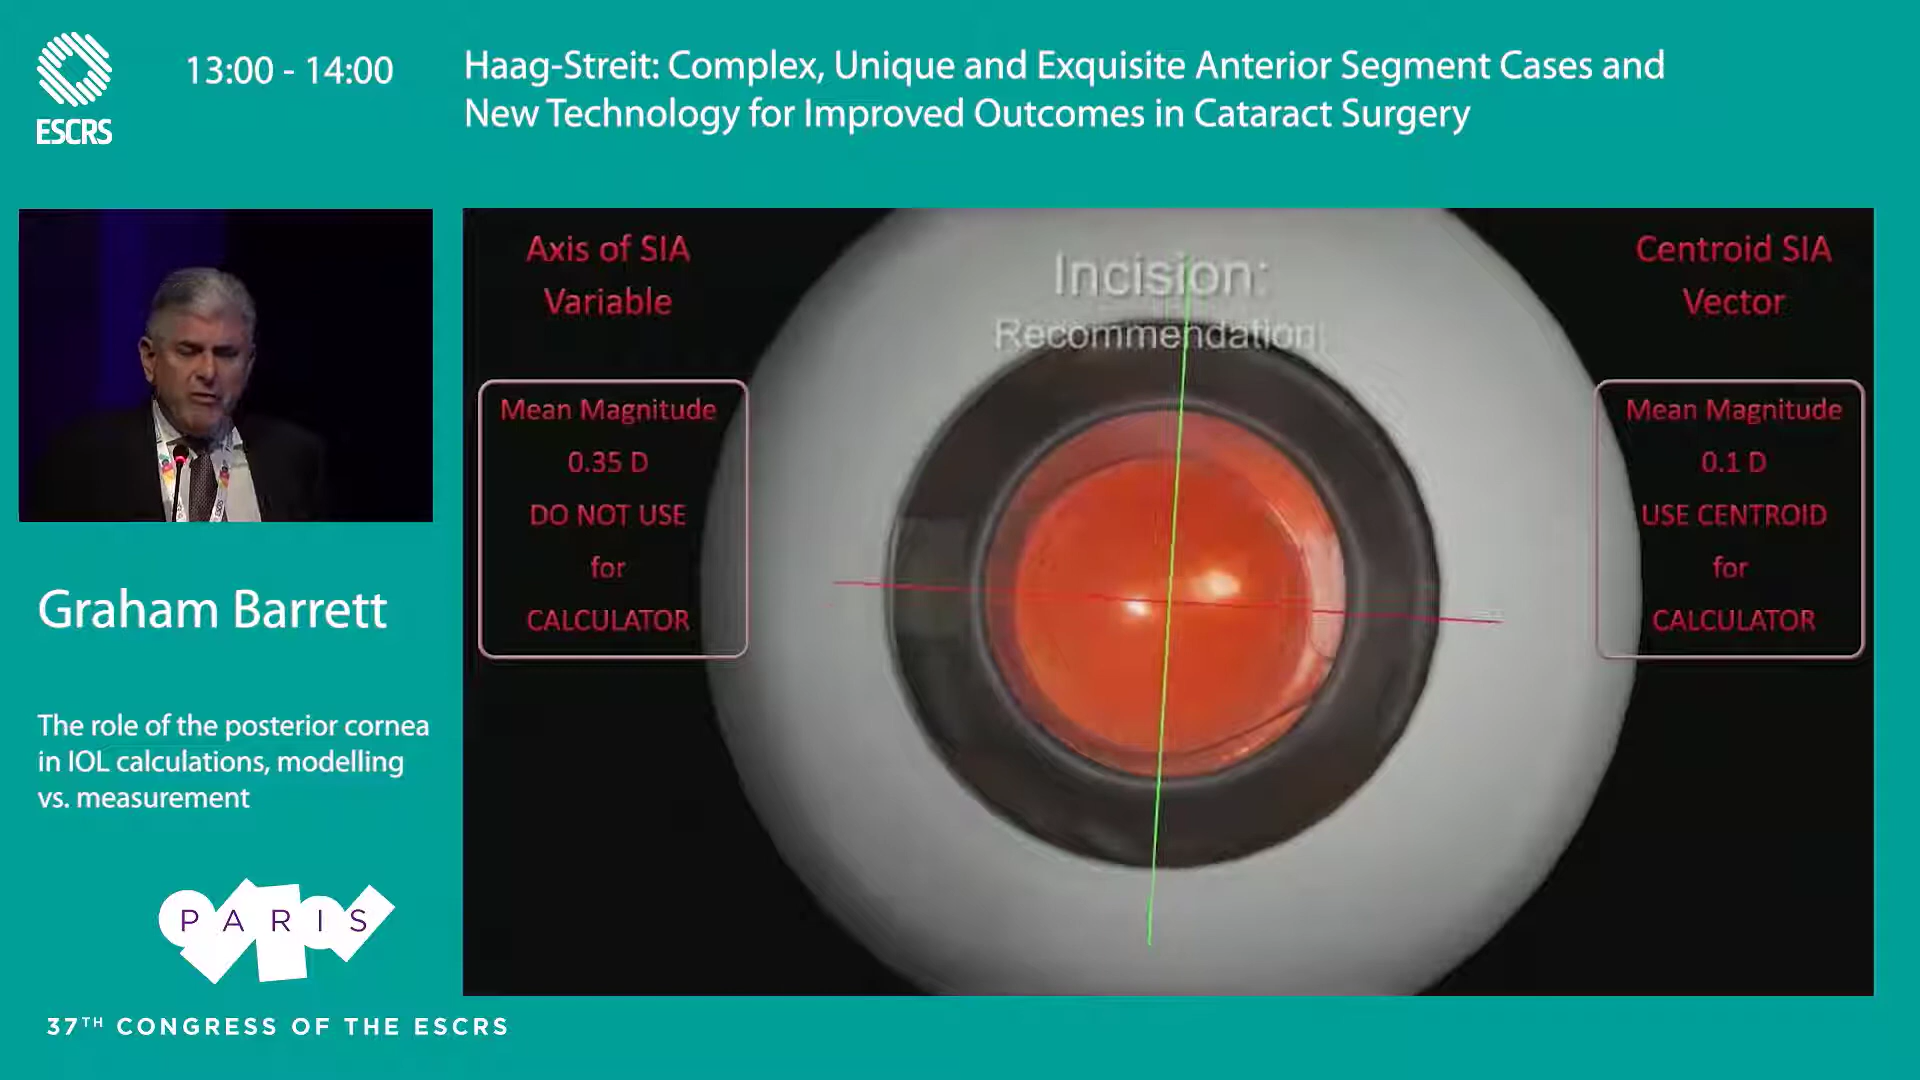 ESCRS
13:00 - 14:00
Haag-Streit: Complex, Unique and Exquisite Anterior Segment Cases and
New Technology for Improved Outcomes in Cataract Surgery
Graham Barrett
The role of the posterior cornea
in IOL calculations, modelling
vs. measurement
PARIS
37TH CONGRESS OF THE ESCRS
Axis of SIA
Variable
Mean Magnitude
0.35 D
DO NOT USE
for
CALCULATOR
Incision:
Recommendation
Centroid SIA
Vector
Mean Magnitude
0.1 D
USE CENTROID
for
CALCULATOR